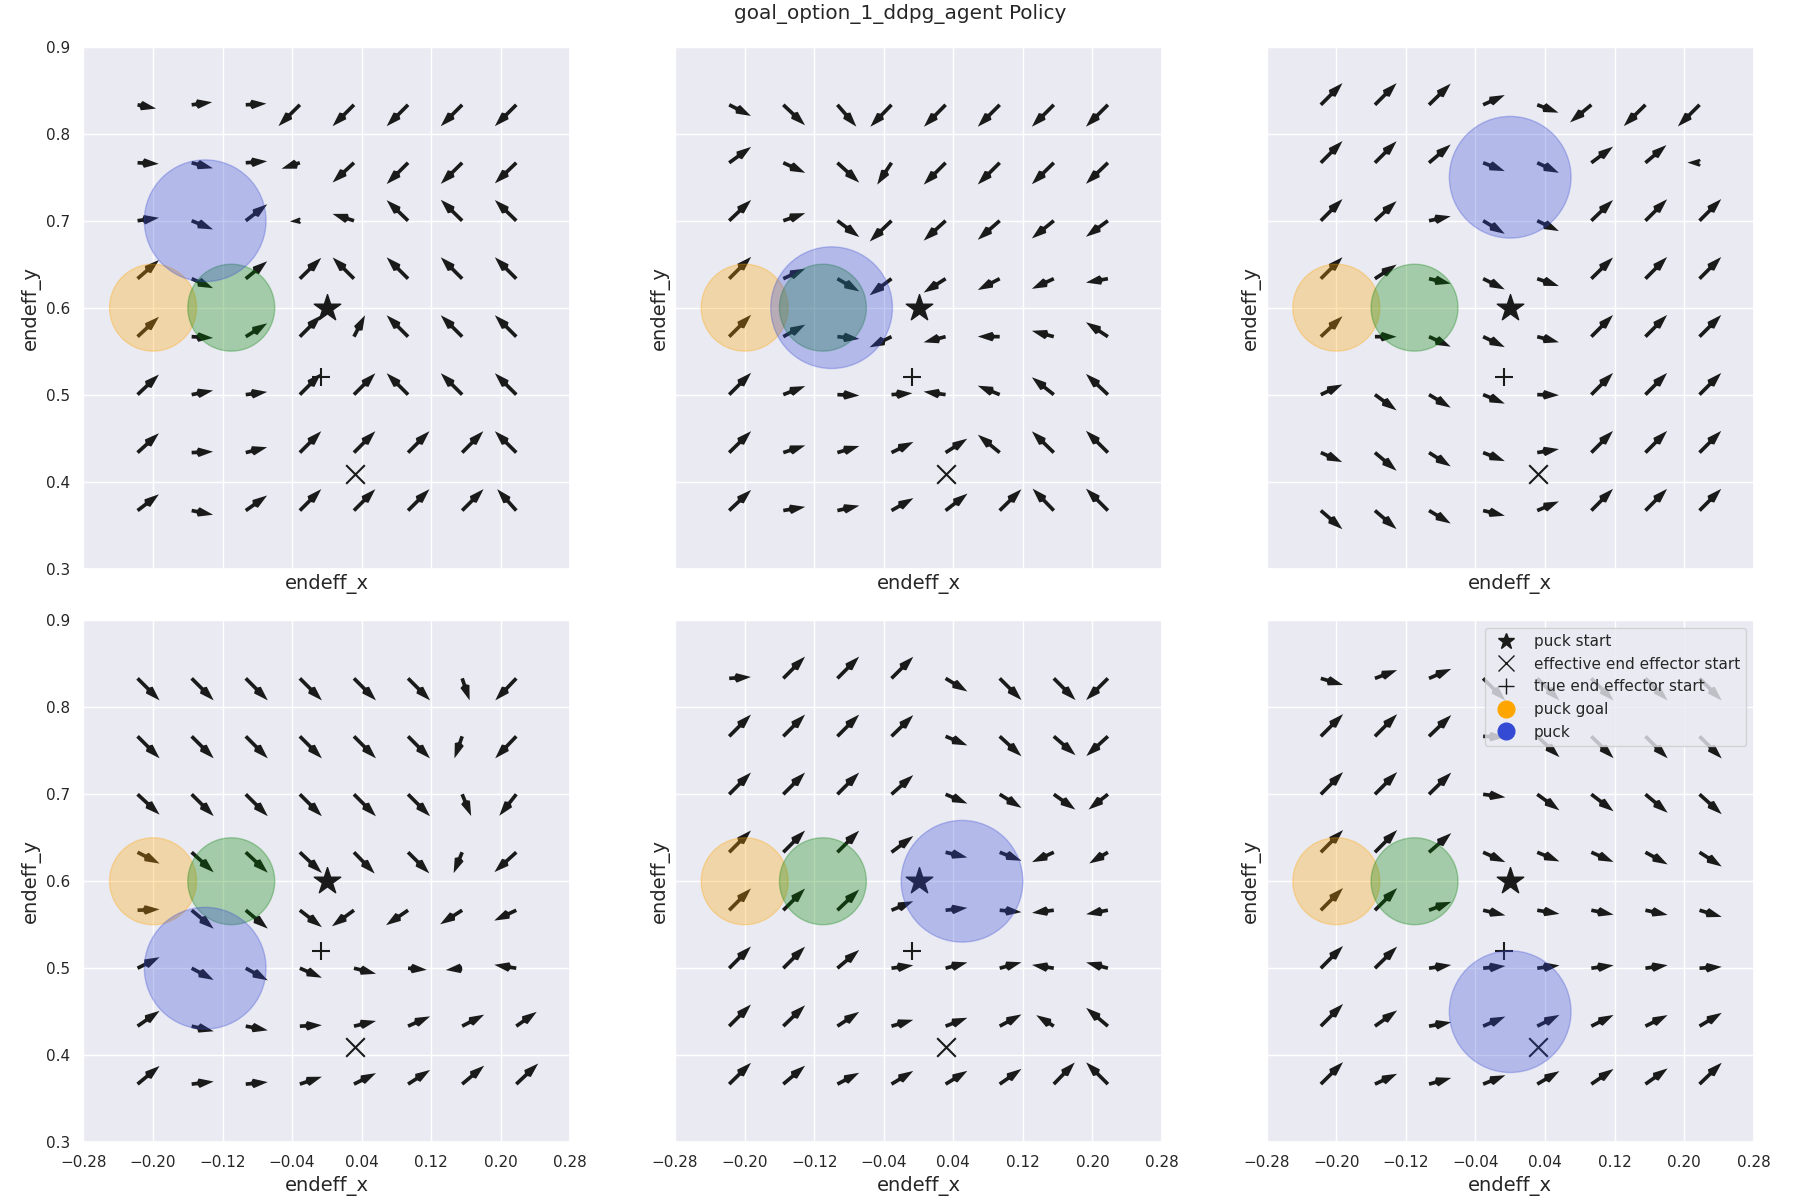 goal_option_1_ddpg_agent Policy
0.9
0.8
0.7
0.6
0.5
0.4
0.3
endeff_y
endeff_x
endeff_y
endeff_x
endeff_y
endeff_x
0.9
0.8
0.7
0.6
0.5
0.4
0.3
endeff_y
−0.28 −0.20 −0.12 −0.04 0.04 0.12 0.20 0.28
endeff_x
endeff_y
−0.28 −0.20 −0.12 −0.04 0.04 0.12 0.20 0.28
endeff_x
puck start
effective end effector start
true end effector start
puck goal
puck
endeff_y
−0.28 −0.20 −0.12 −0.04 0.04 0.12 0.20 0.28
endeff_x